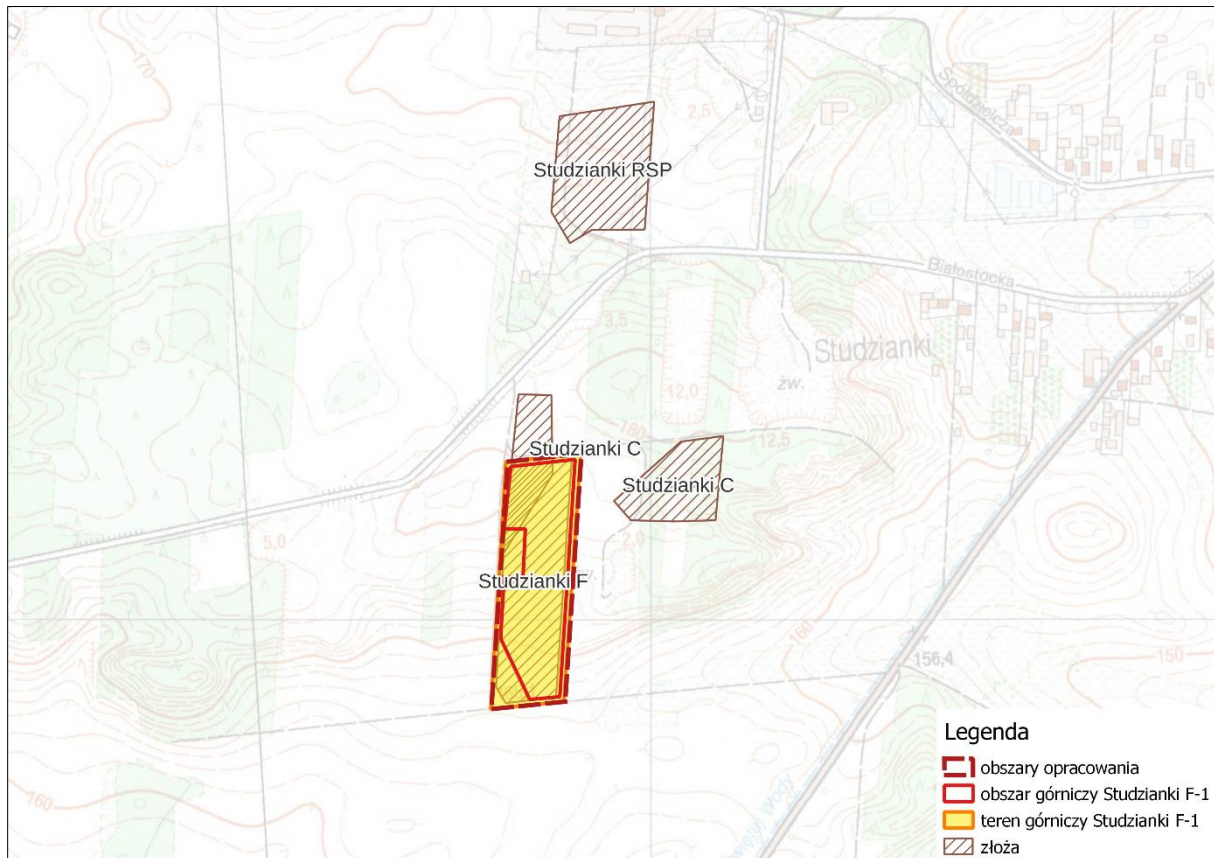 170
2,5
Spółdzielcza
Studzianki RSP
Białostocka
3,5
Studzianki
żw.
12,0
180
12,5
Studzianki C
Studzianki C
5,0
2,0
Studzianki F
160
156,4
150
160
Legenda
obszary opracowania
obszar górniczy Studzianki F-1
teren górniczy Studzianki F-1
złoża